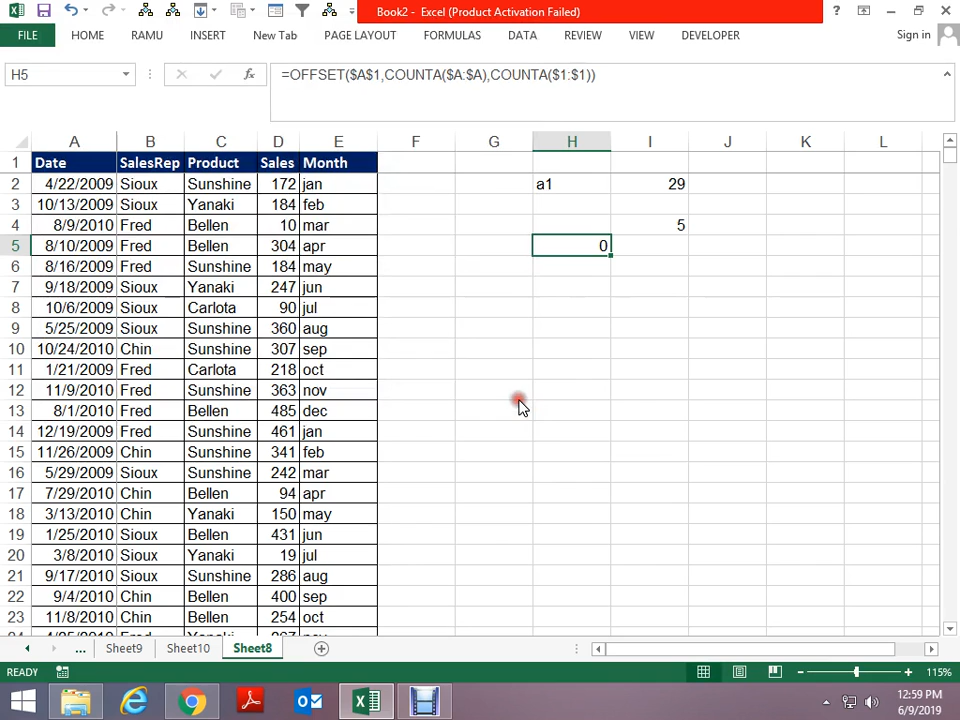 Book2 - Excel (Product Activation Failed)
?
FILE HOME RAMU INSERT New Tab PAGE LAYOUT FORMULAS DATA REVIEW VIEW DEVELOPER Sign in
H5 fx =OFFSET($A$1,COUNTA($A:$A),COUNTA($1:$1))
A B C D E F G H I J K L
1 Date SalesRep Product Sales Month
2 4/22/2009 Sioux Sunshine 172 jan a1 29
3 10/13/2009 Sioux Yanaki 184 feb
4 8/9/2010 Fred Bellen 10 mar 5
5 8/10/2009 Fred Bellen 304 apr 0
6 8/16/2009 Fred Sunshine 184 may
7 9/18/2009 Sioux Yanaki 247 jun
8 10/6/2009 Sioux Carlota 90 jul
9 5/25/2009 Sioux Sunshine 360 aug
10 10/24/2010 Chin Sunshine 307 sep
11 1/21/2009 Fred Carlota 218 oct
12 11/9/2010 Fred Sunshine 363 nov
13 8/1/2010 Fred Bellen 485 dec
14 12/19/2009 Fred Sunshine 461 jan
15 11/26/2009 Chin Sunshine 341 feb
16 5/29/2009 Sioux Sunshine 242 mar
17 7/29/2010 Chin Bellen 94 apr
18 3/13/2010 Chin Yanaki 150 may
19 1/25/2010 Sioux Bellen 431 jun
20 3/8/2010 Sioux Yanaki 19 jul
21 9/17/2010 Sioux Sunshine 286 aug
22 9/4/2010 Chin Bellen 400 sep
23 11/8/2010 Chin Bellen 254 oct
... Sheet9 Sheet10 Sheet8
READY 115%
12:59 PM
6/9/2019